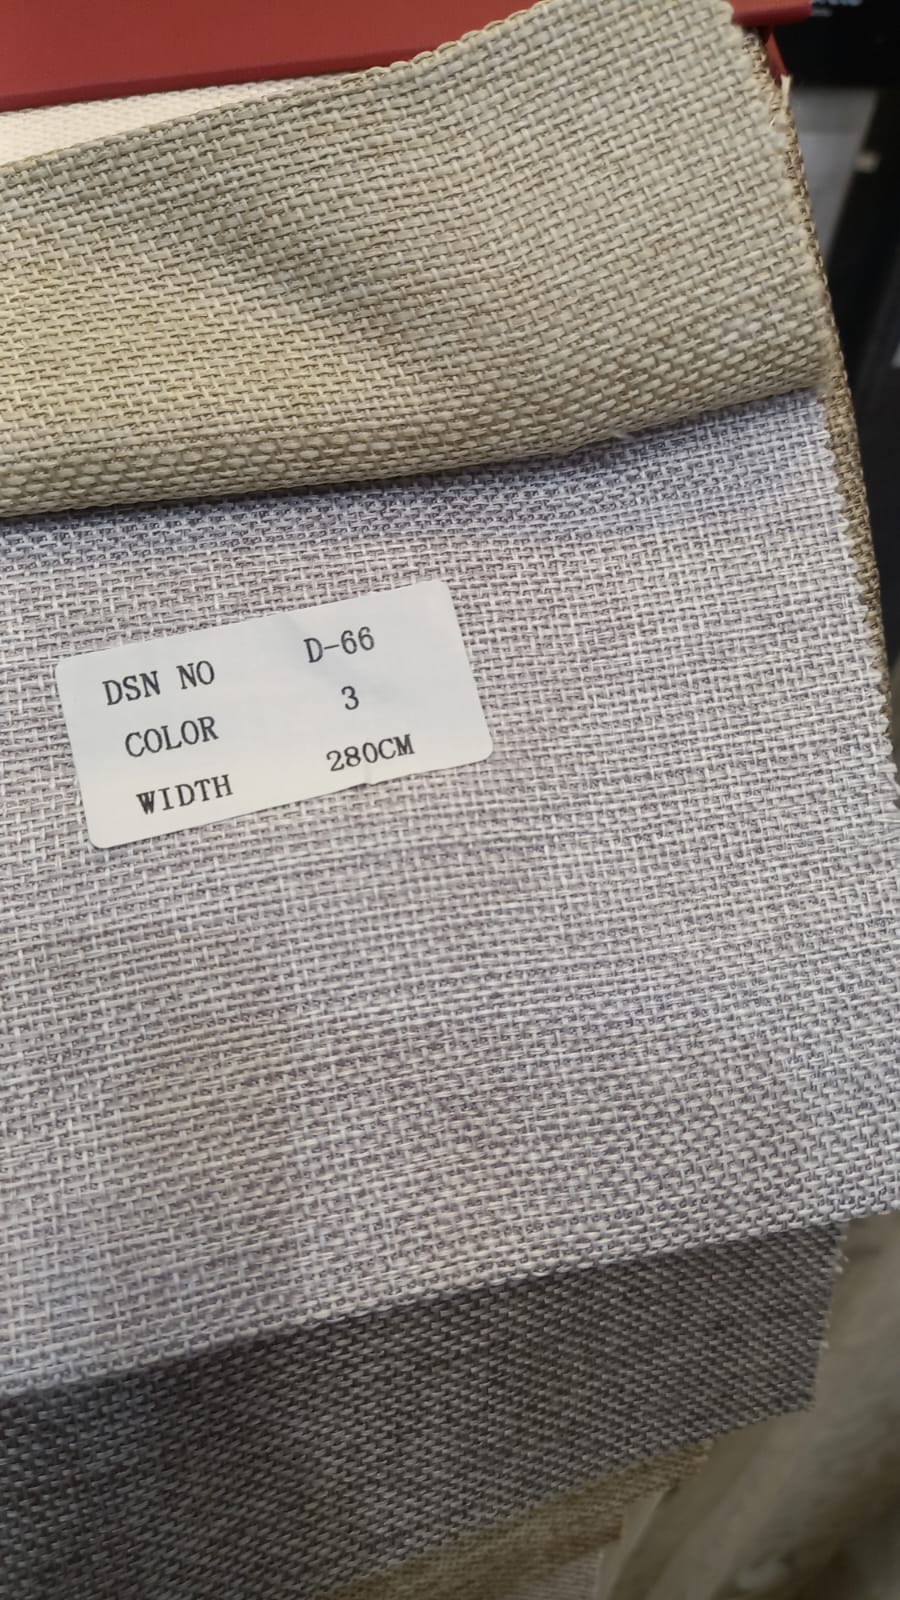 DSN NO D-66
COLOR 3
WIDTH 280CM